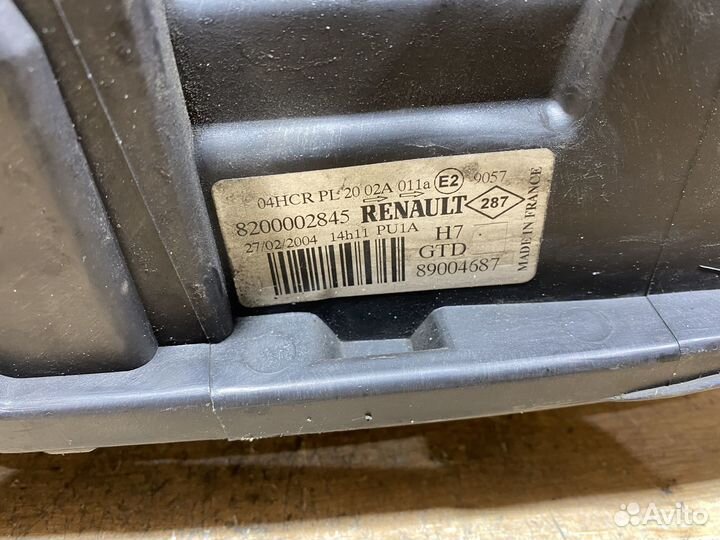 04HCR PL 20 02A 011a E2 9057
8200002845 RENAULT 287
27/02/2004 14h11 PU1A H7
GTD
89004687
MADE IN FRANCE
Avito